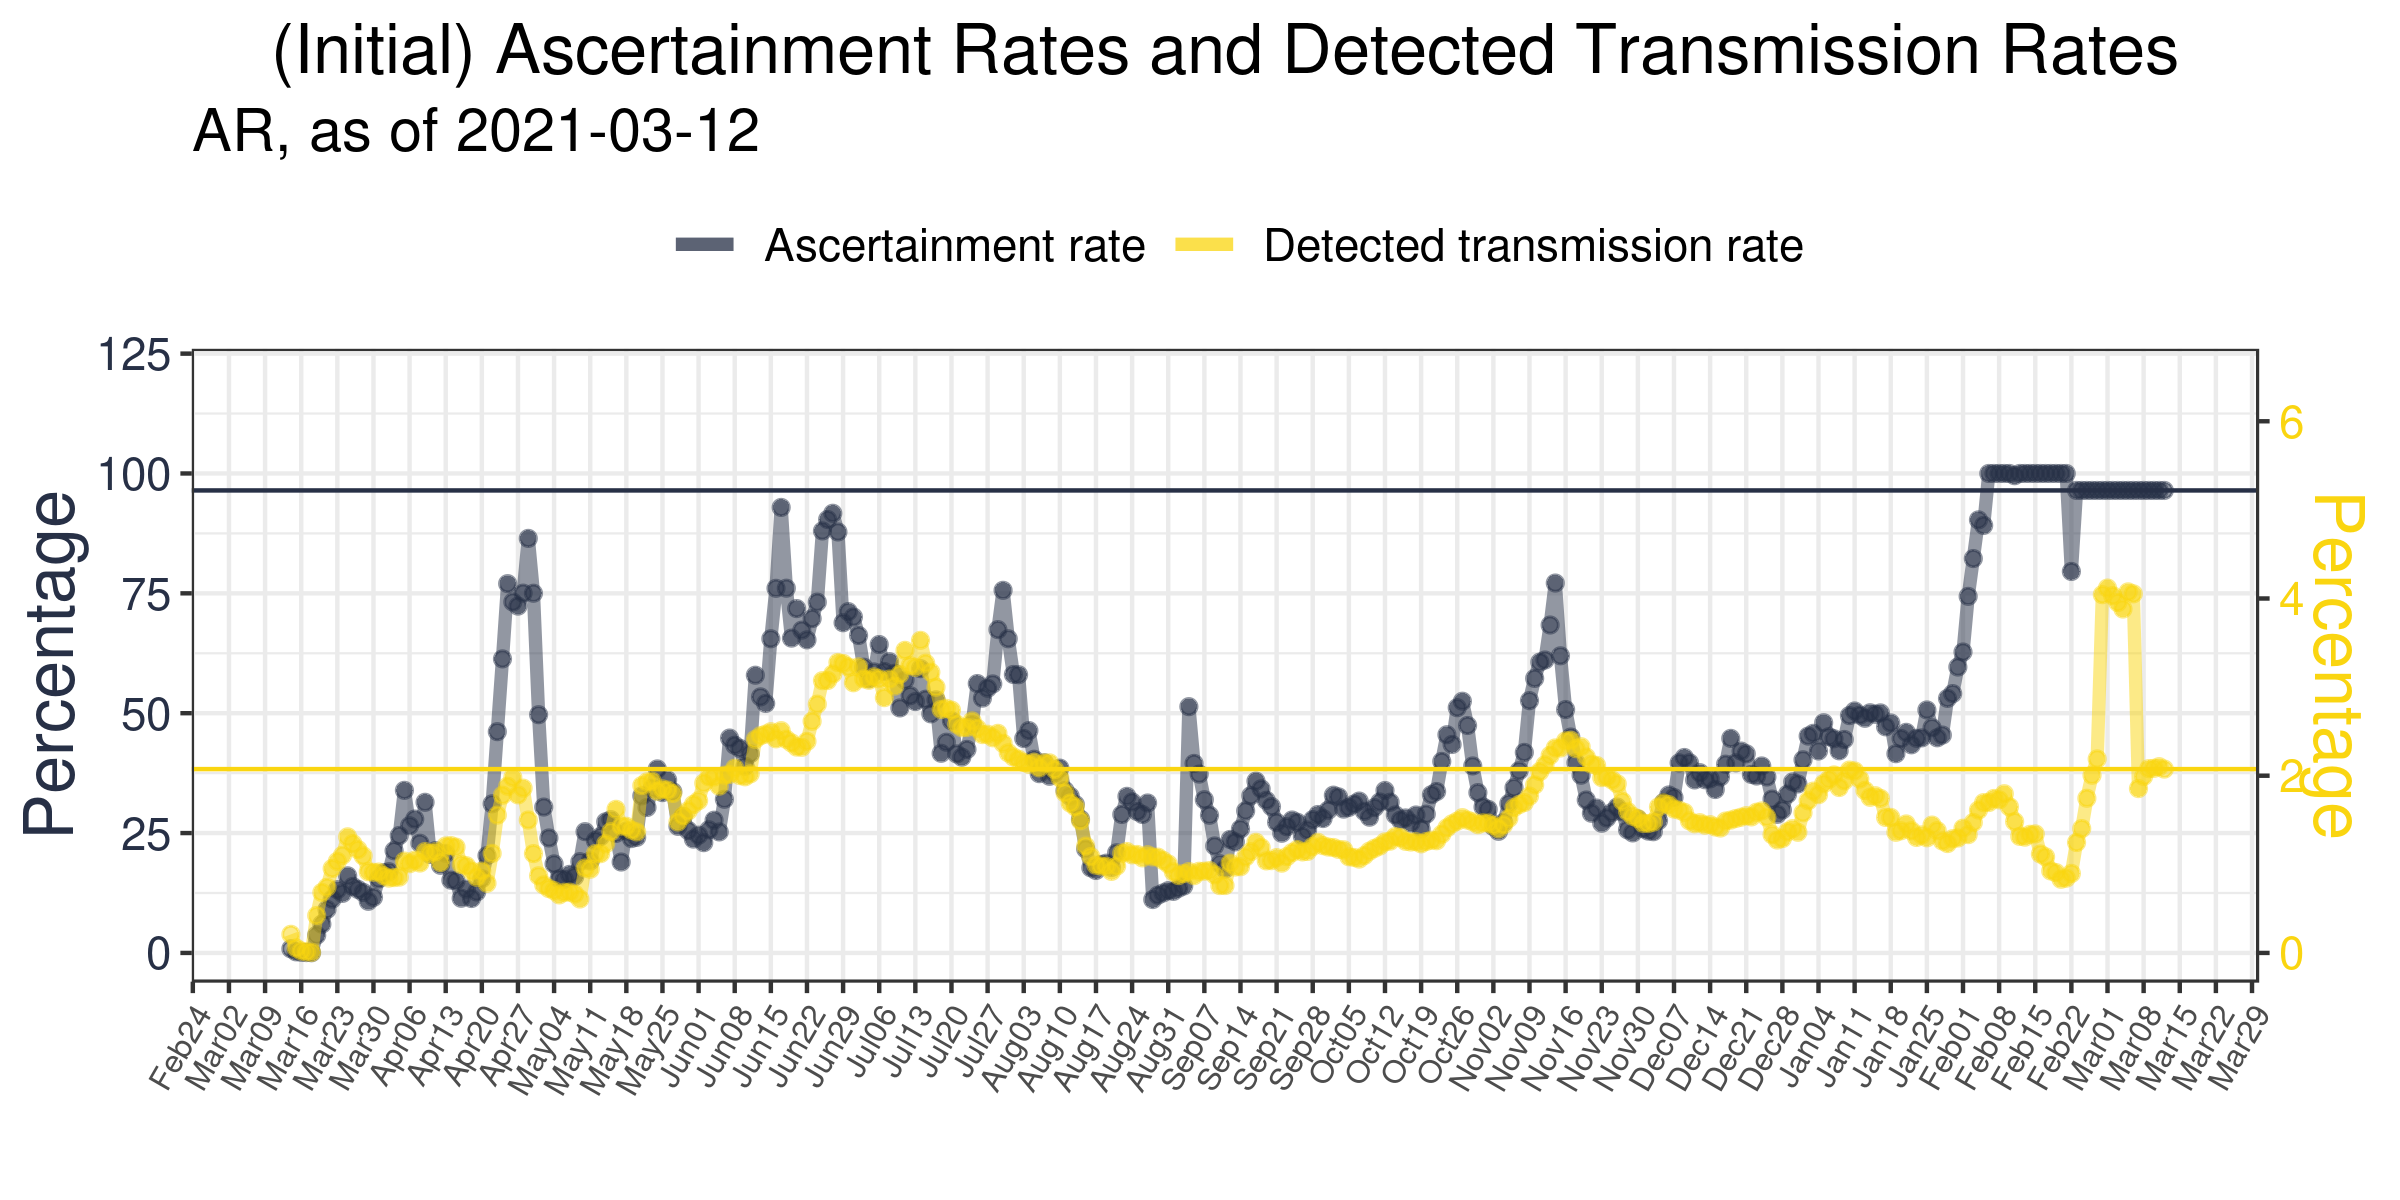 (Initial) Ascertainment Rates and Detected Transmission Rates
AR, as of 2021-03-12
Ascertainment rate
Detected transmission rate
125
100
75
50
25
0
Percentage
6
4
2
0
Percentage
Feb24
Mar02
Mar09
Mar16
Mar23
Mar30
Apr06
Apr13
Apr20
Apr27
May04
May11
May18
May25
Jun01
Jun08
Jun15
Jun22
Jun29
Jul06
Jul13
Jul20
Jul27
Aug03
Aug10
Aug17
Aug24
Aug31
Sep07
Sep14
Sep21
Sep28
Oct05
Oct12
Oct19
Oct26
Nov02
Nov09
Nov16
Nov23
Nov30
Dec07
Dec14
Dec21
Dec28
Jan04
Jan11
Jan18
Jan25
Feb01
Feb08
Feb15
Feb22
Mar01
Mar08
Mar15
Mar22
Mar29